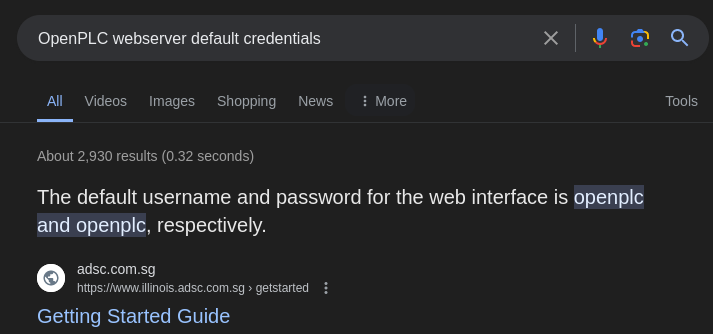 OpenPLC webserver default credentials
All Videos Images Shopping News More Tools
About 2,930 results (0.32 seconds)
The default username and password for the web interface is openplc
and openplc, respectively.
adsc.com.sg
https://www.illinois.adsc.com.sg › getstarted
Getting Started Guide